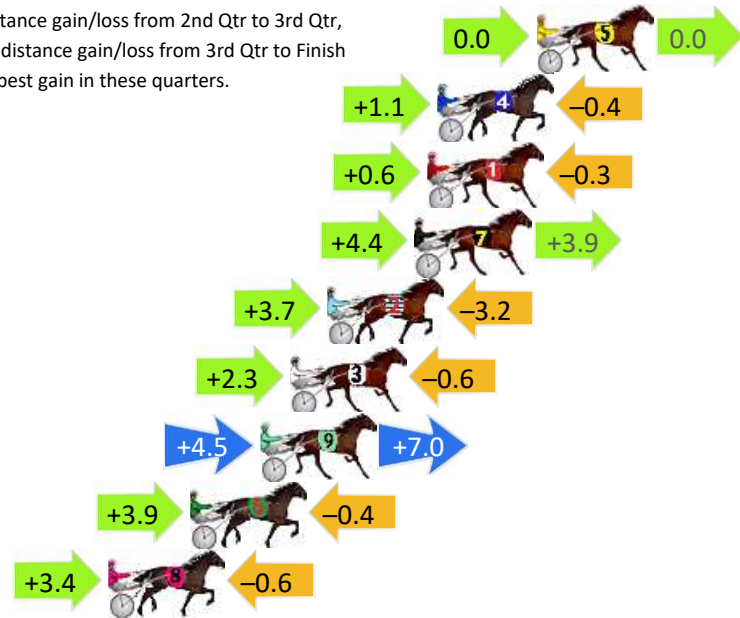 tance gain/loss from 2nd Qtr to 3rd Qtr,
distance gain/loss from 3rd Qtr to Finish
best gain in these quarters.
0.0 5 0.0
+1.1 4 –0.4
+0.6 1 –0.3
+4.4 7 +3.9
+3.7 2 –3.2
+2.3 3 –0.6
+4.5 9 +7.0
+3.9 –0.4
+3.4 8 –0.6